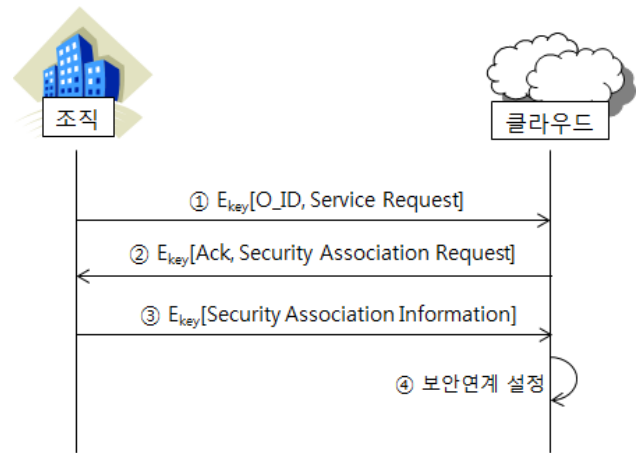 조직
클라우드
① Ekey[O_ID, Service Request]
② Ekey[Ack, Security Association Request]
③ Ekey[Security Association Information]
④ 보안연계 설정